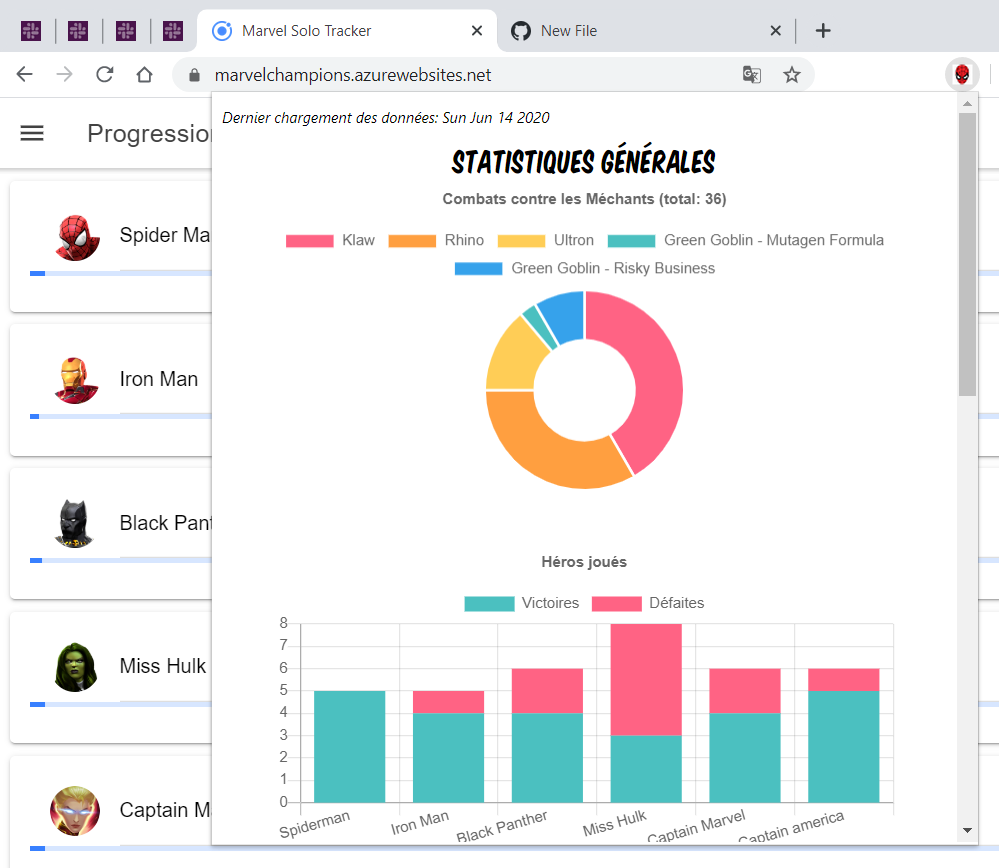 Marvel Solo Tracker
New File
marvelchampions.azurewebsites.net
Progression
Spider Ma
Iron Man
Black Pant
Miss Hulk
Captain M
Dernier chargement des données: Sun Jun 14 2020
STATISTIQUES GÉNÉRALES
Combats contre les Méchants (total: 36)
Klaw Rhino Ultron Green Goblin - Mutagen Formula
Green Goblin - Risky Business
Héros joués
Victoires Défaites
8
7
6
5
4
3
2
1
0
Spiderman Iron Man Black Panther Miss Hulk Captain Marvel Captain america